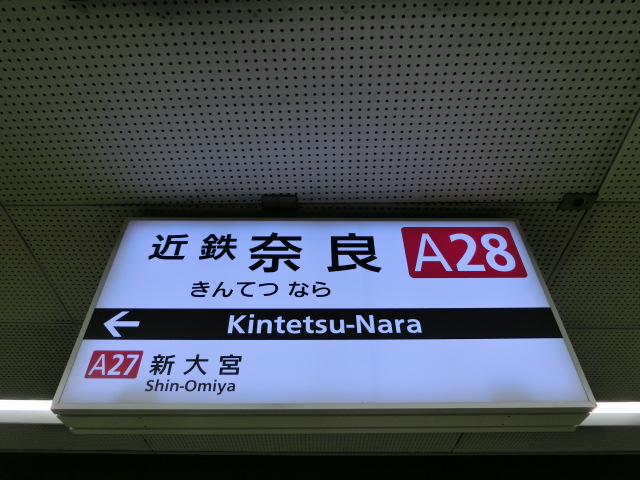 近鉄奈良 A28
きんてつ なら
← Kintetsu-Nara
A27 新大宮
Shin-Omiya